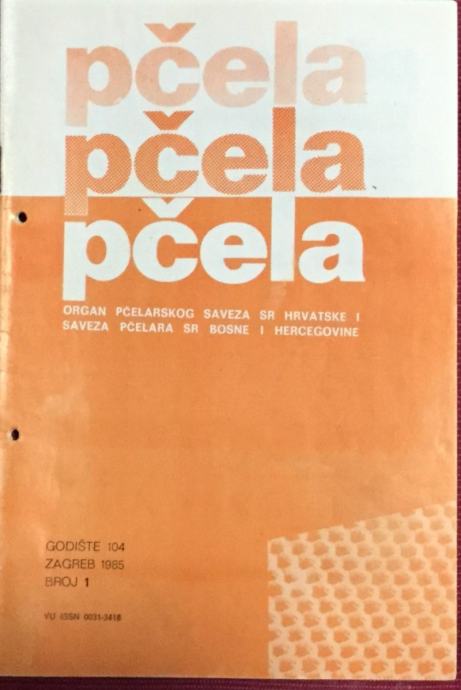 pčela
pčela
pčela
ORGAN PČELARSKOG SAVEZA SR HRVATSKE I
SAVEZA PČELARA SR BOSNE I HERCEGOVINE
GODIŠTE 104
ZAGREB 1985
BROJ 1
YU ISSN 0031-3418